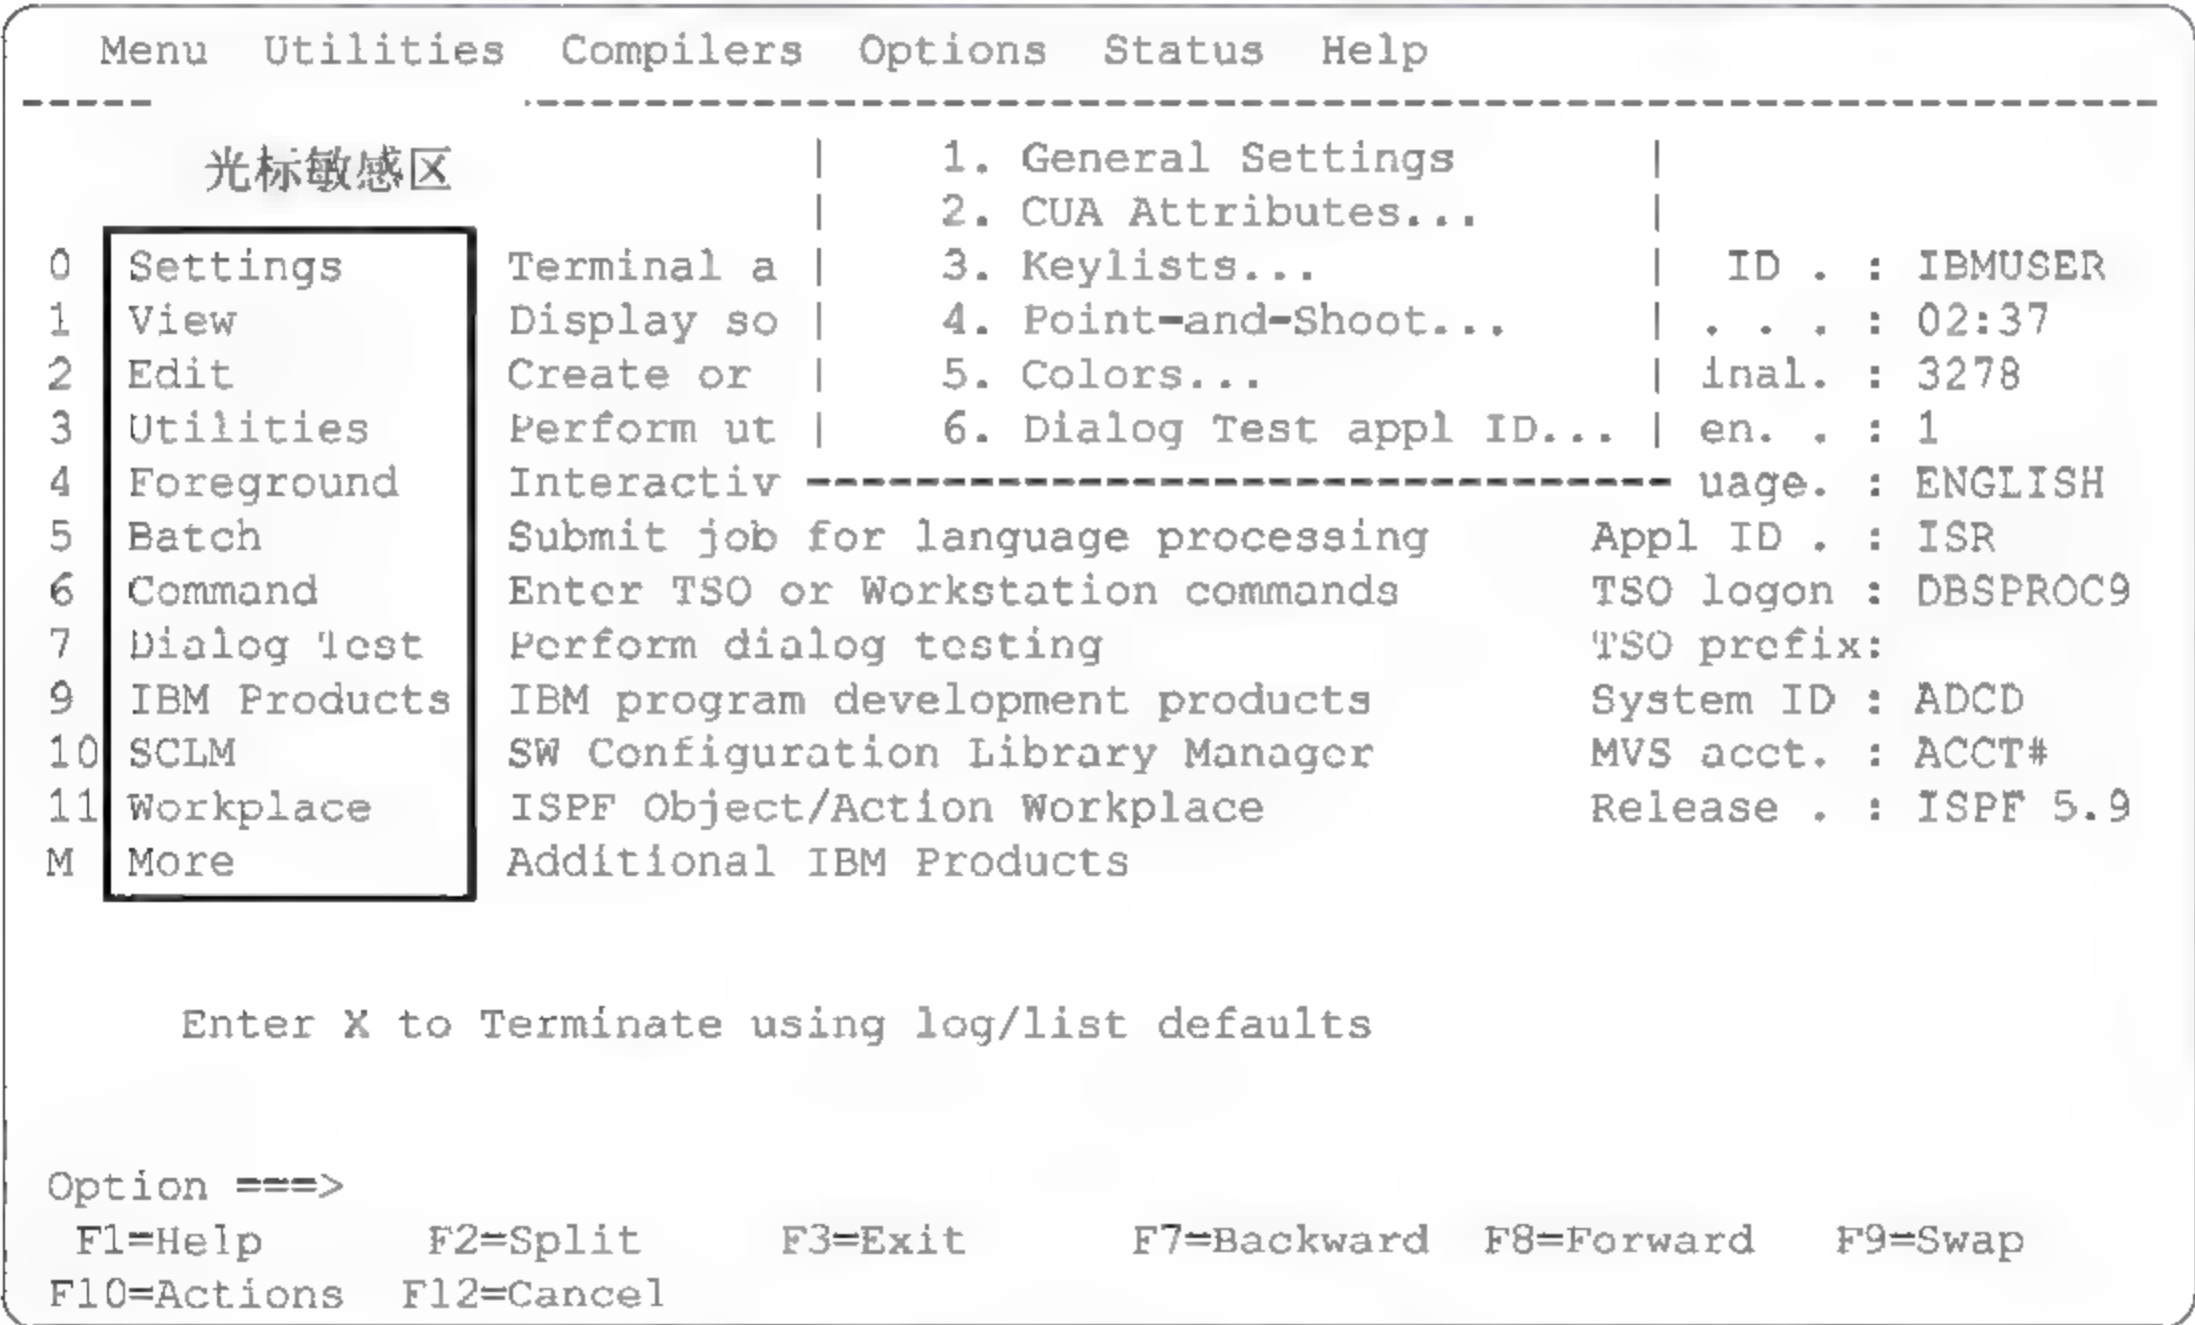 Menu  Utilities  Compilers  Options  Status  Help
-----              -------------------------------------------------------------
光标敏感区              |    1. General Settings              |
                        |    2. CUA Attributes...             |
0  Settings      Terminal a |    3. Keylists...                 |  ID . : IBMUSER
1  View          Display so |    4. Point-and-Shoot...          | . . . : 02:37
2  Edit          Create or  |    5. Colors...                   | inal. : 3278
3  Utilities     Perform ut |    6. Dialog Test appl ID...      | en. . : 1
4  Foreground    Interactiv -------------------------------- uage. : ENGLISH
5  Batch         Submit job for language processing      Appl ID . : ISR
6  Command       Enter TSO or Workstation commands       TSO logon : DBSPROC9
7  Dialog Test   Perform dialog testing                  TSO prefix:
9  IBM Products  IBM program development products        System ID : ADCD
10 SCLM          SW Configuration Library Manager        MVS acct. : ACCT#
11 Workplace     ISPF Object/Action Workplace            Release . : ISPF 5.9
M  More          Additional IBM Products
Enter X to Terminate using log/list defaults
Option ===>
F1=Help      F2=Split     F3=Exit      F7=Backward  F8=Forward   F9=Swap
F10=Actions  F12=Cancel